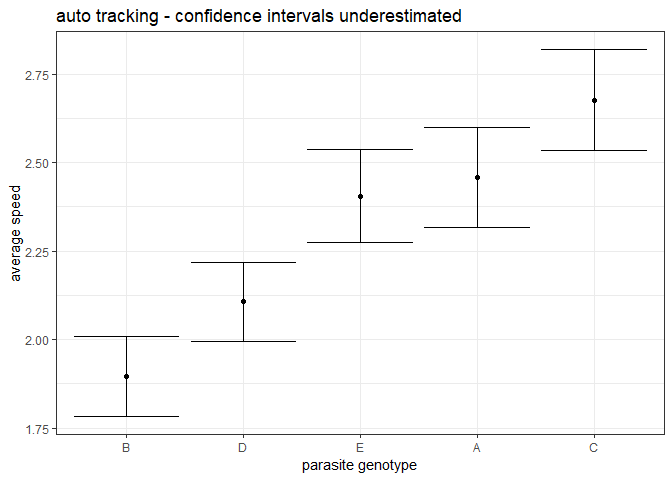 auto tracking - confidence intervals underestimated
average speed
2.75
2.50
2.25
2.00
1.75
B D E A C
parasite genotype